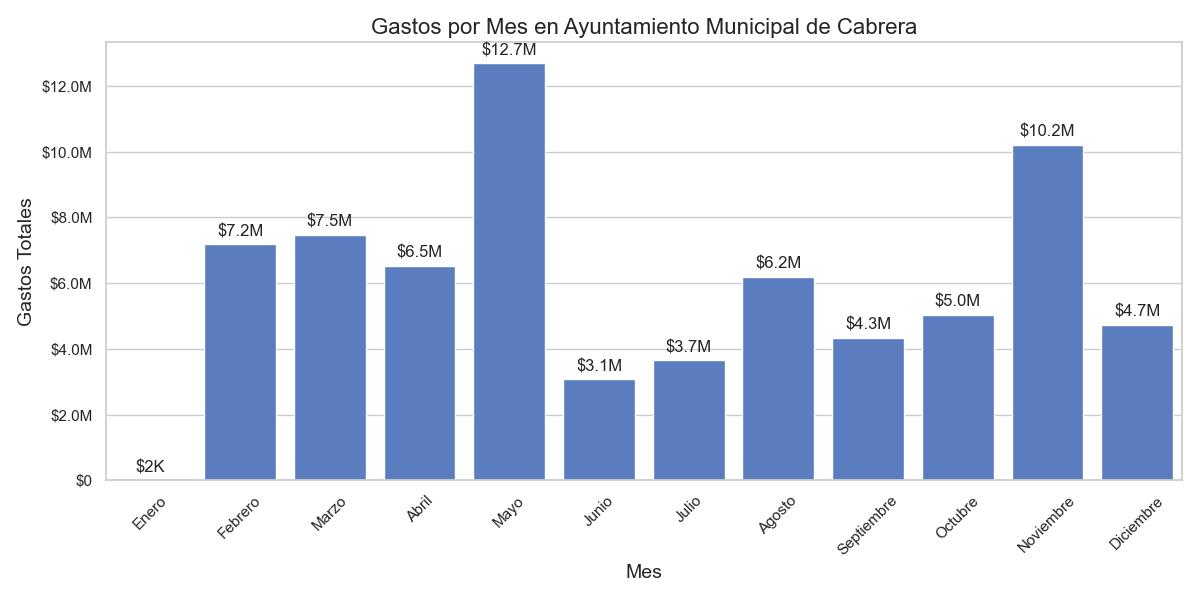 Gastos por Mes en Ayuntamiento Municipal de Cabrera
Gastos Totales
$12.0M
$10.0M
$8.0M
$6.0M
$4.0M
$2.0M
$0
$2K
$7.2M
$7.5M
$6.5M
$12.7M
$3.1M
$3.7M
$6.2M
$4.3M
$5.0M
$10.2M
$4.7M
Enero
Febrero
Marzo
Abril
Mayo
Junio
Julio
Agosto
Septiembre
Octubre
Noviembre
Diciembre
Mes